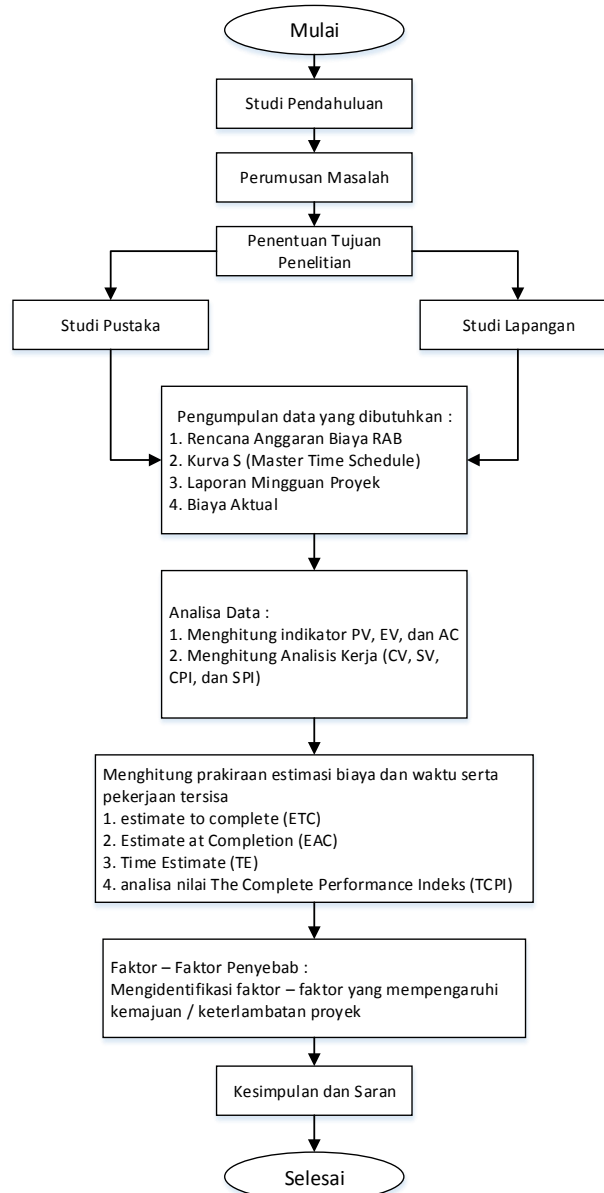 Mulai
Studi Pendahuluan
Perumusan Masalah
Penentuan Tujuan
Penelitian
Studi Pustaka
Studi Lapangan
Pengumpulan data yang dibutuhkan :
1. Rencana Anggaran Biaya RAB
2. Kurva S (Master Time Schedule)
3. Laporan Mingguan Proyek
4. Biaya Aktual
Analisa Data :
1. Menghitung indikator PV, EV, dan AC
2. Menghitung Analisis Kerja (CV, SV,
CPI, dan SPI)
Menghitung prakiraan estimasi biaya dan waktu serta
pekerjaan tersisa
1. estimate to complete (ETC)
2. Estimate at Completion (EAC)
3. Time Estimate (TE)
4. analisa nilai The Complete Performance Indeks (TCPI)
Faktor – Faktor Penyebab :
Mengidentifikasi faktor – faktor yang mempengaruhi
kemajuan / keterlambatan proyek
Kesimpulan dan Saran
Selesai